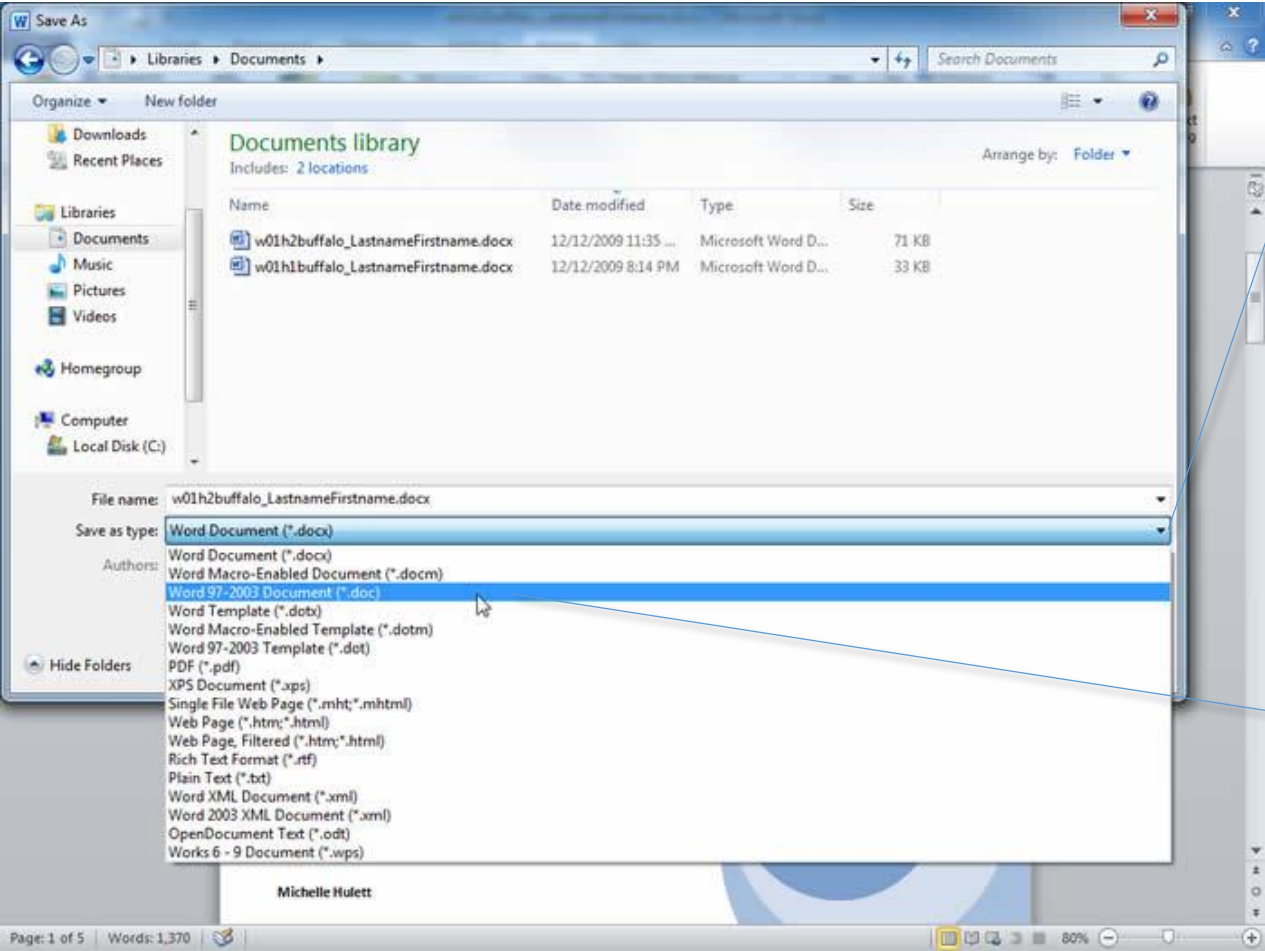 Save As
Libraries Documents
Search Documents
Organize New folder
Downloads
Recent Places
Libraries
Documents
Music
Pictures
Videos
Homegroup
Computer
Local Disk (C:)
Documents library
Includes: 2 locations
Arrange by: Folder
Name Date modified Type Size
w01h2buffalo_LastnameFirstname.docx 12/12/2009 11:35 ... Microsoft Word D... 71 KB
w01h1buffalo_LastnameFirstname.docx 12/12/2009 8:14 PM Microsoft Word D... 33 KB
File name: w01h2buffalo_LastnameFirstname.docx
Save as type: Word Document (*.docx)
Authors:
Word Document (*.docx)
Word Macro-Enabled Document (*.docm)
Word 97-2003 Document (*.doc)
Word Template (*.dotx)
Word Macro-Enabled Template (*.dotm)
Word 97-2003 Template (*.dot)
PDF (*.pdf)
XPS Document (*.xps)
Single File Web Page (*.mht;*.mhtml)
Web Page (*.htm;*.html)
Web Page, Filtered (*.htm;*.html)
Rich Text Format (*.rtf)
Plain Text (*.txt)
Word XML Document (*.xml)
Word 2003 XML Document (*.xml)
OpenDocument Text (*.odt)
Works 6 - 9 Document (*.wps)
Hide Folders
Michelle Hulett
Page: 1 of 5 Words: 1,370 80%